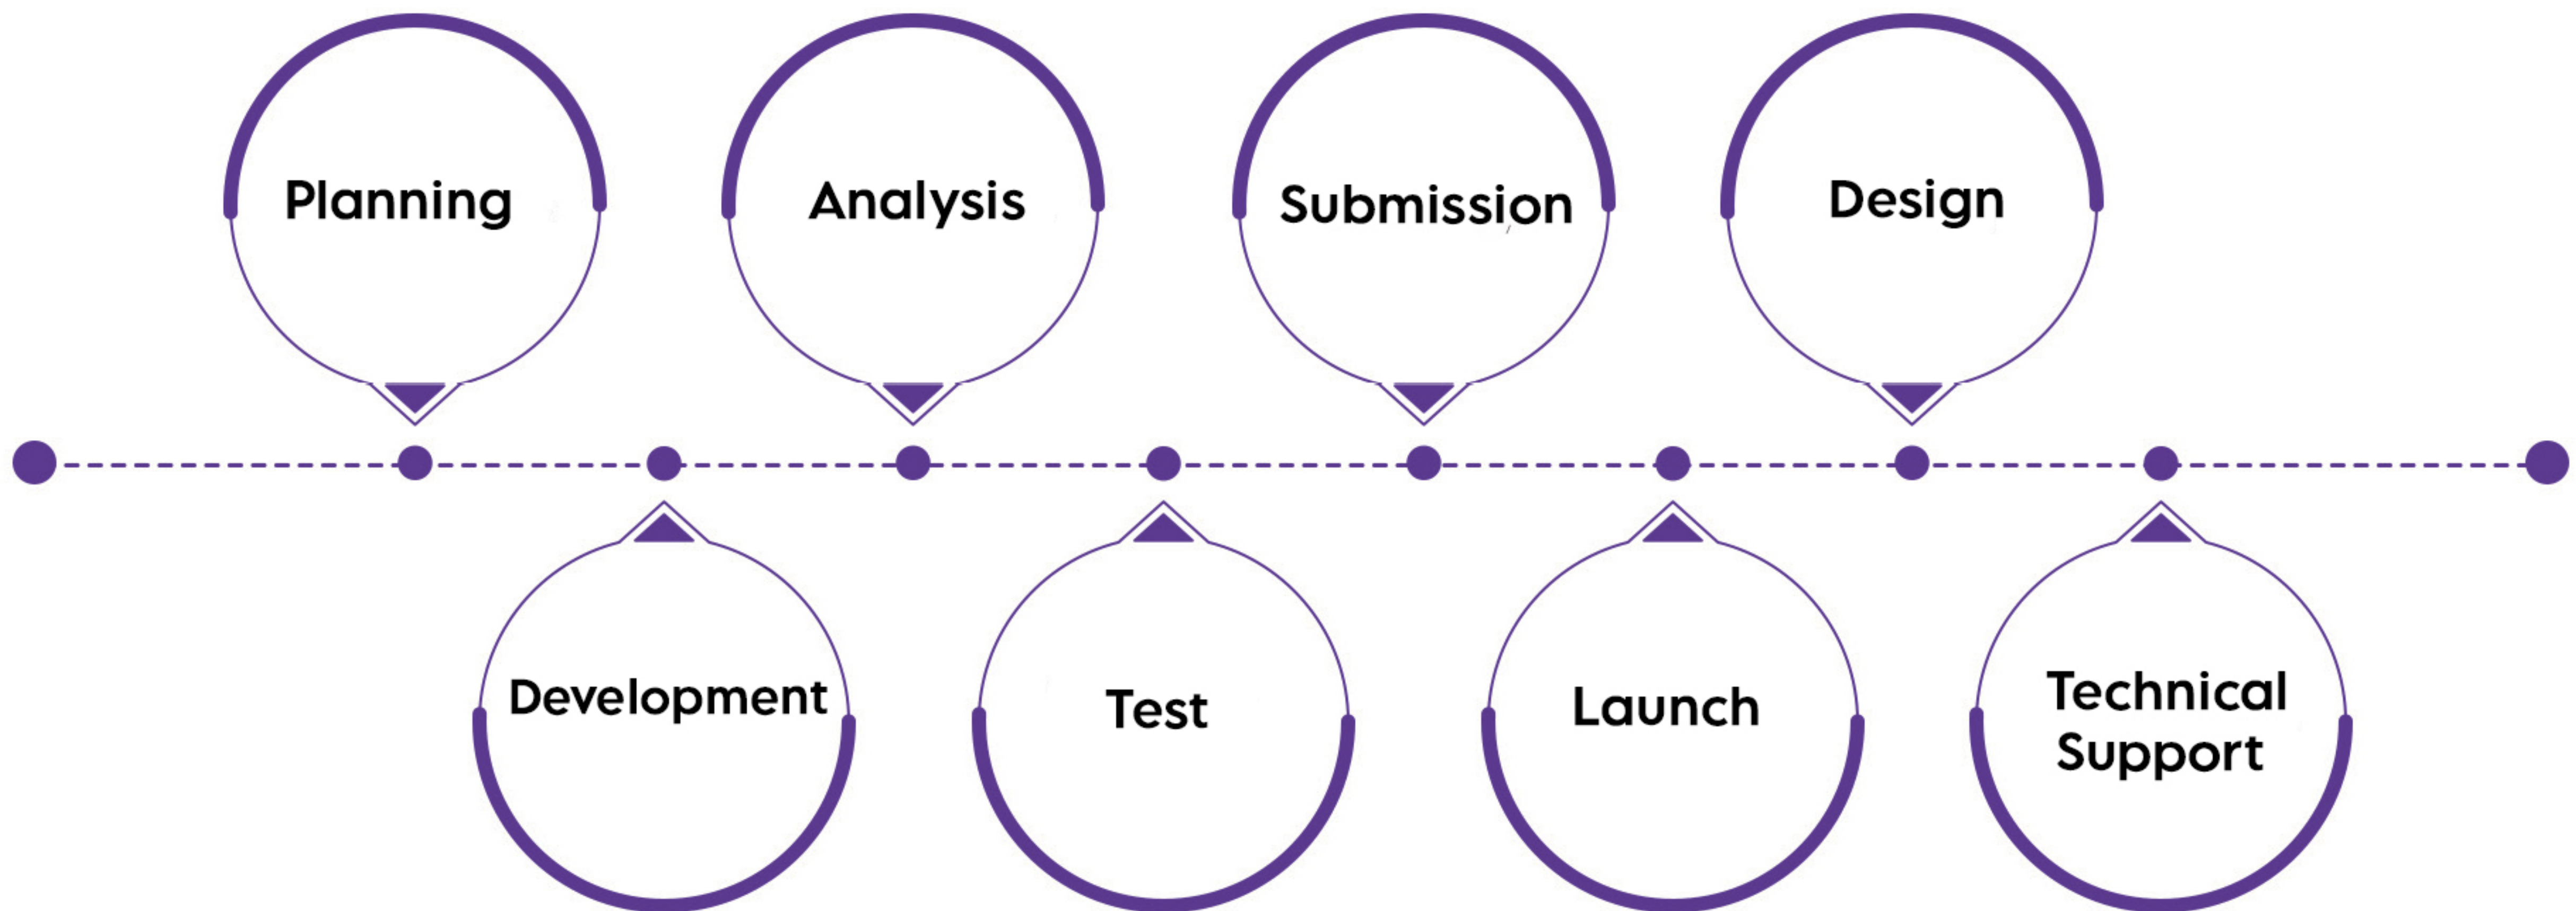 Planning
Analysis
Submission
Design
Development
Test
Launch
Technical
Support